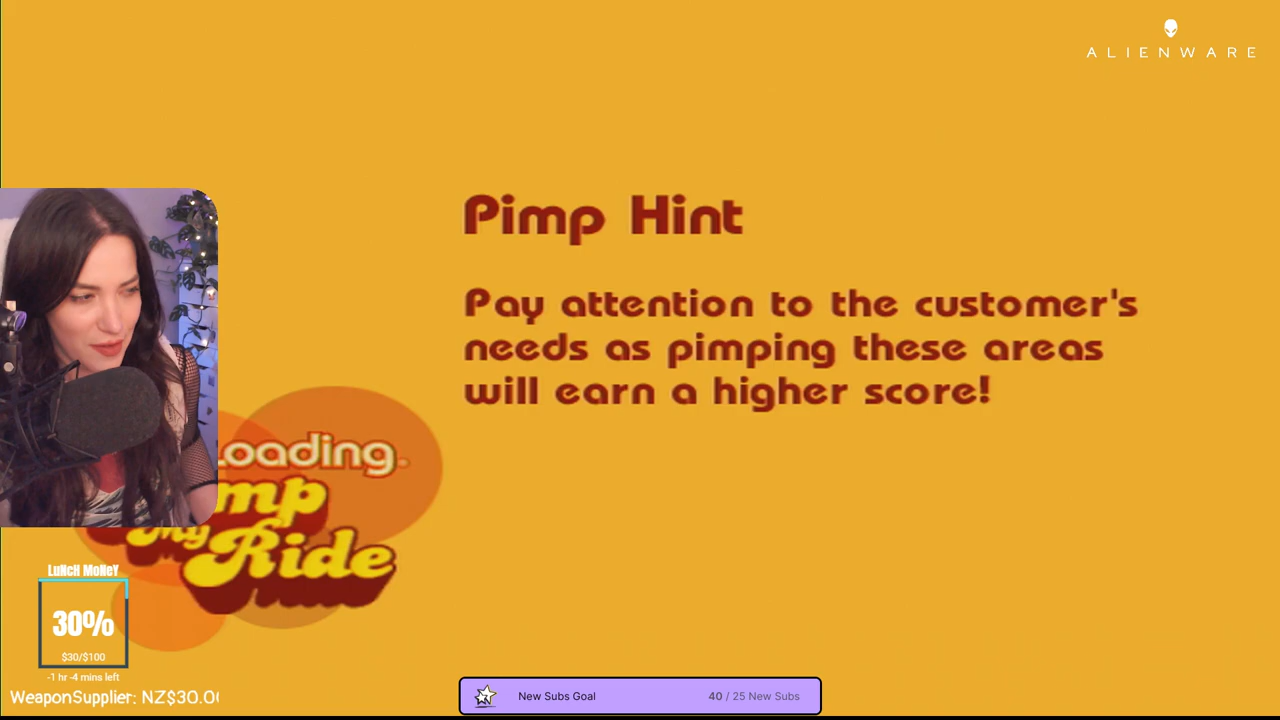 ALIENWARE
Pimp Hint
Pay attention to the customer's
needs as pimping these areas
will earn a higher score!
Loading.
My
Ride
LuNcH MoNeY
30%
$30/$100
-1 hr -4 mins left
WeaponSupplier: NZ$30.0
New Subs Goal
40 / 25 New Subs